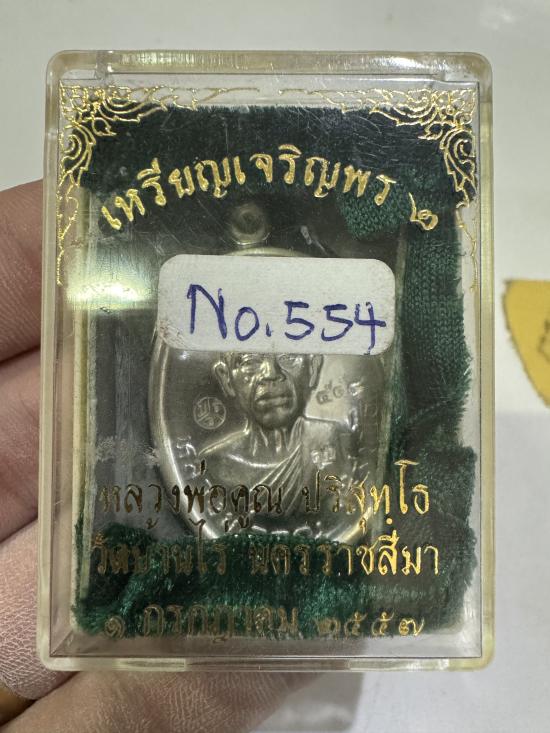 เหรียญเจริญพร ๒
No.554
หลวงพ่อคูณ ปริสุทฺโธ
วัดบ้านไร่ นครราชสีมา
๑ กรกฎาคม ๒๕๕๗